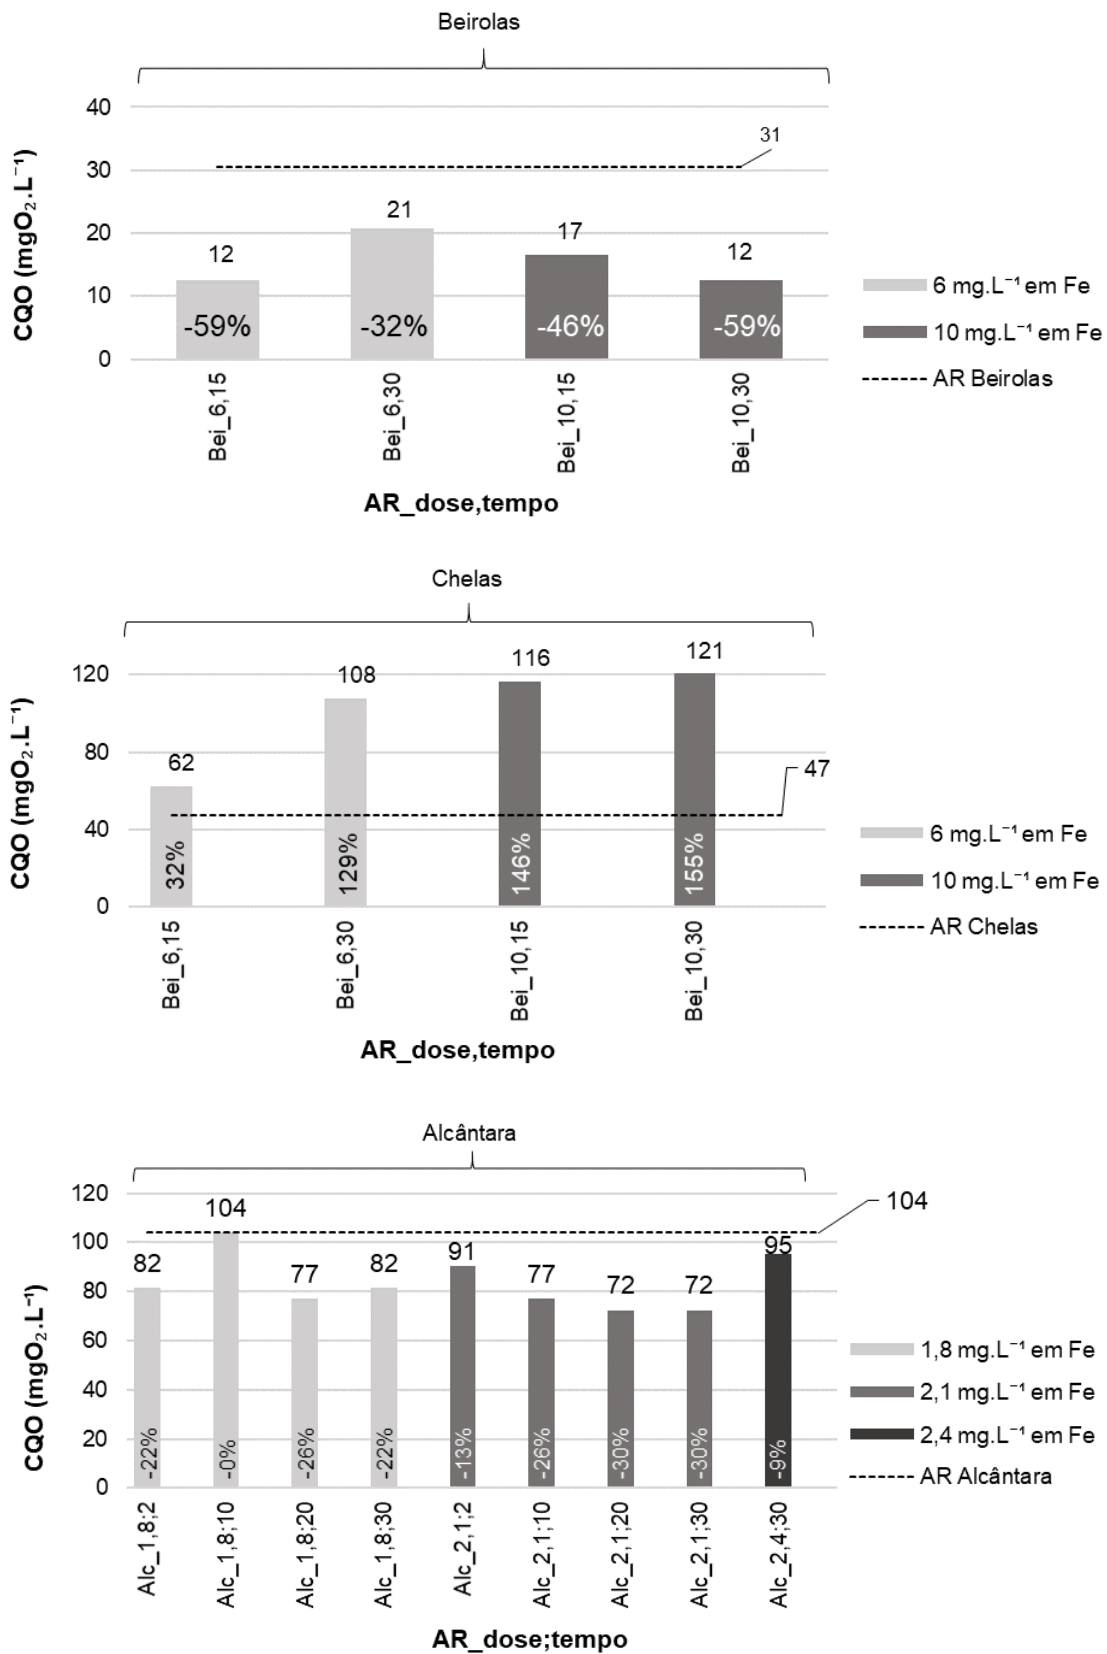 Beirolas
CQO (mgO₂.L⁻¹)
40
30
20
10
0
31
12
21
17
12
-59%
-32%
-46%
-59%
Bei_6,15
Bei_6,30
Bei_10,15
Bei_10,30
AR_dose,tempo
6 mg.L⁻¹ em Fe
10 mg.L⁻¹ em Fe
AR Beirolas
Chelas
CQO (mgO₂.L⁻¹)
120
80
40
0
62
108
116
121
47
32%
129%
146%
155%
Bei_6,15
Bei_6,30
Bei_10,15
Bei_10,30
AR_dose,tempo
6 mg.L⁻¹ em Fe
10 mg.L⁻¹ em Fe
AR Chelas
Alcântara
CQO (mgO₂.L⁻¹)
120
100
80
60
40
20
0
82
104
77
82
91
77
72
72
95
104
-22%
-0%
-26%
-22%
-13%
-26%
-30%
-30%
-9%
Alc_1,8;2
Alc_1,8;10
Alc_1,8;20
Alc_1,8;30
Alc_2,1;2
Alc_2,1;10
Alc_2,1;20
Alc_2,1;30
Alc_2,4;30
AR_dose;tempo
1,8 mg.L⁻¹ em Fe
2,1 mg.L⁻¹ em Fe
2,4 mg.L⁻¹ em Fe
AR Alcântara